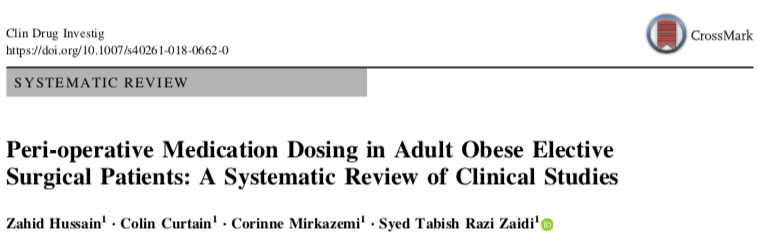 Clin Drug Investig
https://doi.org/10.1007/s40261-018-0662-0
CrossMark
SYSTEMATIC REVIEW
Peri-operative Medication Dosing in Adult Obese Elective
Surgical Patients: A Systematic Review of Clinical Studies
Zahid Hussain¹ · Colin Curtain¹ · Corinne Mirkazemi¹ · Syed Tabish Razi Zaidi¹ iD